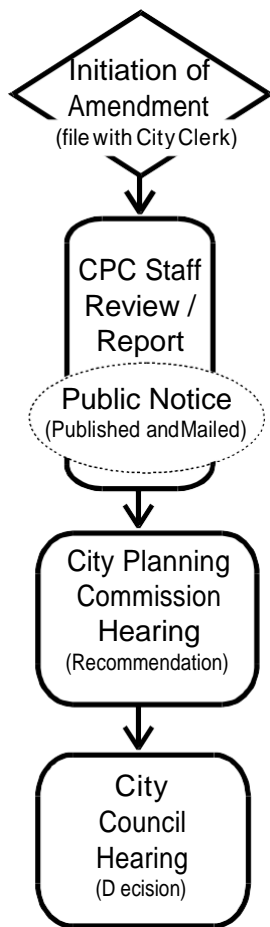 Initiation of
Amendment
(file with City Clerk)
CPC Staff
Review /
Report
Public Notice
(Published and Mailed)
City Planning
Commission
Hearing
(Recommendation)
City
Council
Hearing
(D ecision)